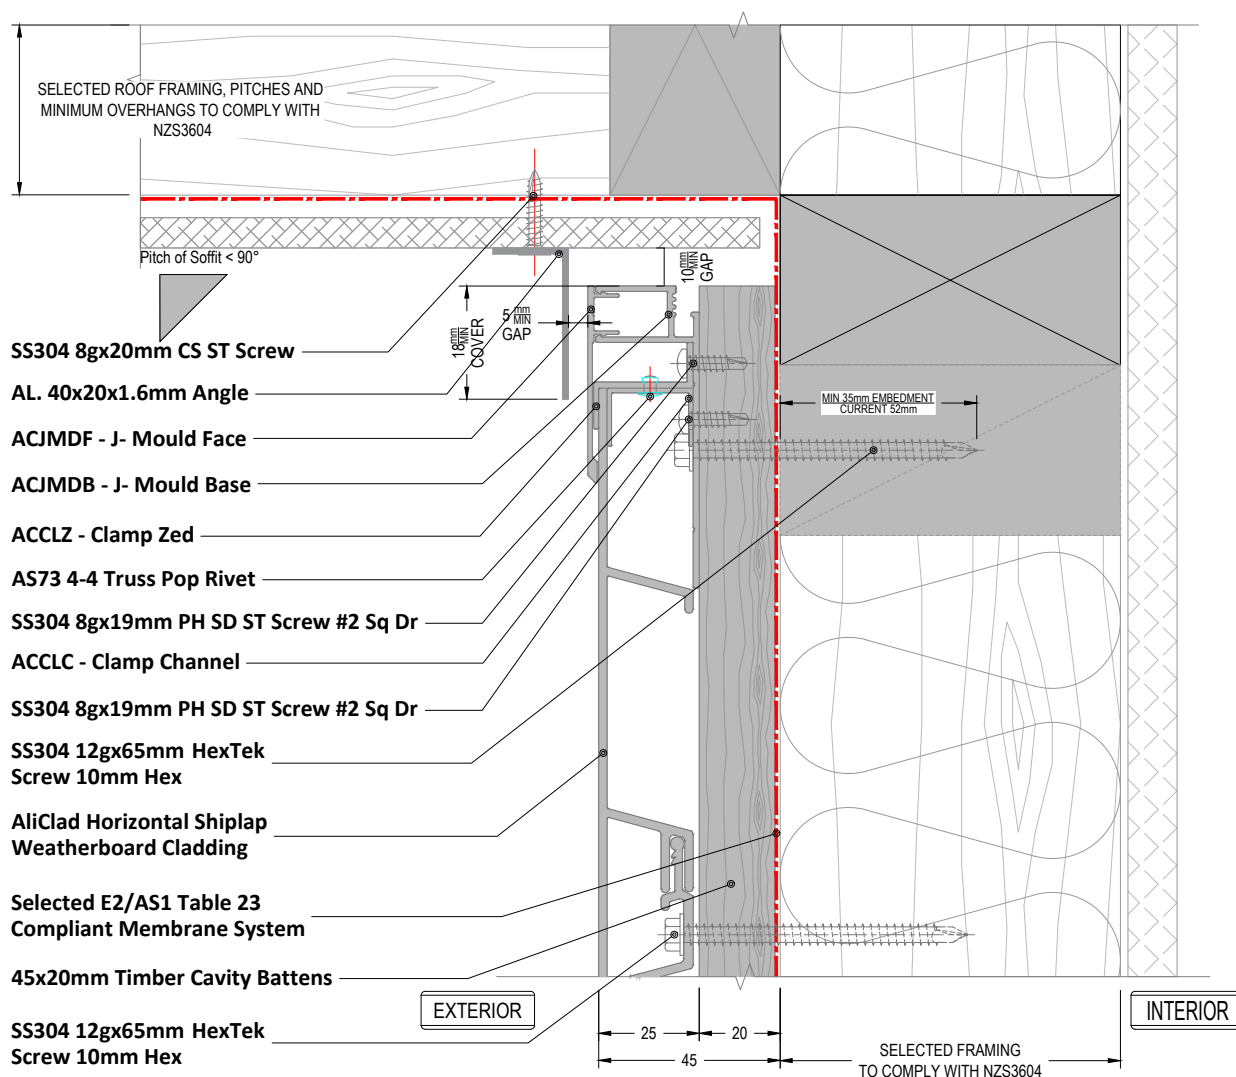 SELECTED ROOF FRAMING, PITCHES AND
MINIMUM OVERHANGS TO COMPLY WITH
NZS3604
Pitch of Soffit < 90°
10mm MIN
GAP
5mm MIN
GAP
18mm MIN
COVER
MIN 35mm EMBEDMENT
CURRENT 52mm
SS304 8gx20mm CS ST Screw
AL. 40x20x1.6mm Angle
ACJMDF - J- Mould Face
ACJMDB - J- Mould Base
ACCLZ - Clamp Zed
AS73 4-4 Truss Pop Rivet
SS304 8gx19mm PH SD ST Screw #2 Sq Dr
ACCLC - Clamp Channel
SS304 8gx19mm PH SD ST Screw #2 Sq Dr
SS304 12gx65mm HexTek
Screw 10mm Hex
AliClad Horizontal Shiplap
Weatherboard Cladding
Selected E2/AS1 Table 23
Compliant Membrane System
45x20mm Timber Cavity Battens
SS304 12gx65mm HexTek
Screw 10mm Hex
EXTERIOR
INTERIOR
25
20
45
SELECTED FRAMING
TO COMPLY WITH NZS3604